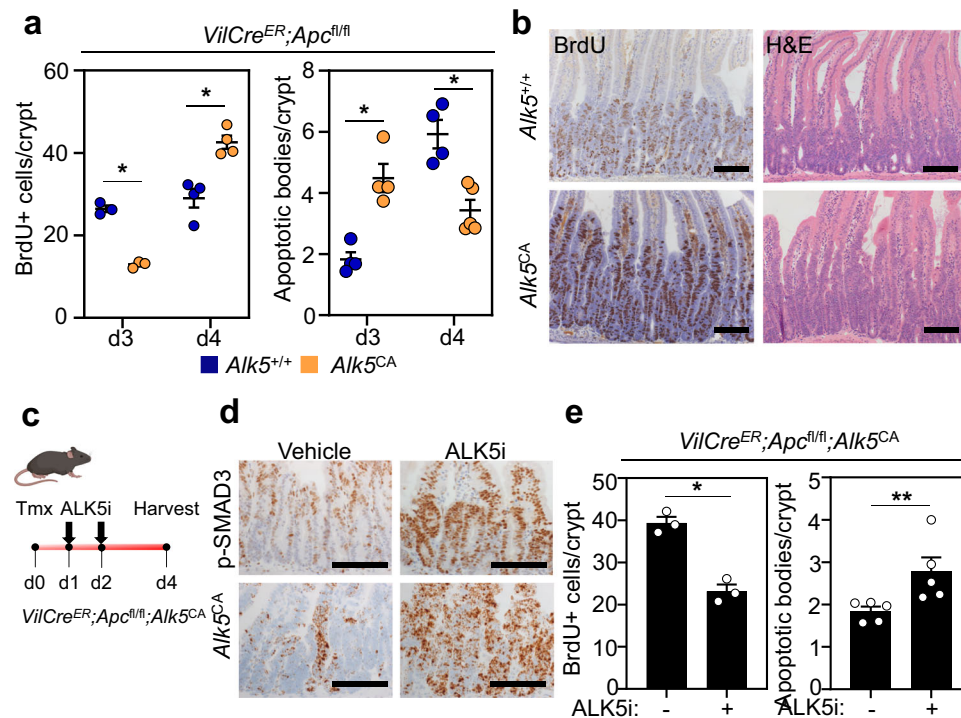 a
VilCreER;Apcfl/fl
BrdU+ cells/crypt
60
40
20
0
d3
d4
*
*
Apoptotic bodies/crypt
8
6
4
2
0
d3
d4
*
*
Alk5+/+
Alk5CA
b
BrdU
H&E
Alk5+/+
Alk5CA
c
Tmx ALK5i Harvest
d0 d1 d2 d4
VilCreER;Apcfl/fl;Alk5CA
d
Vehicle
ALK5i
p-SMAD3
Alk5CA
e
VilCreER;Apcfl/fl;Alk5CA
BrdU+ cells/crypt
50
40
30
20
10
0
*
ALK5i: - +
Apoptotic bodies/crypt
5
4
3
2
1
0
**
ALK5i: - +